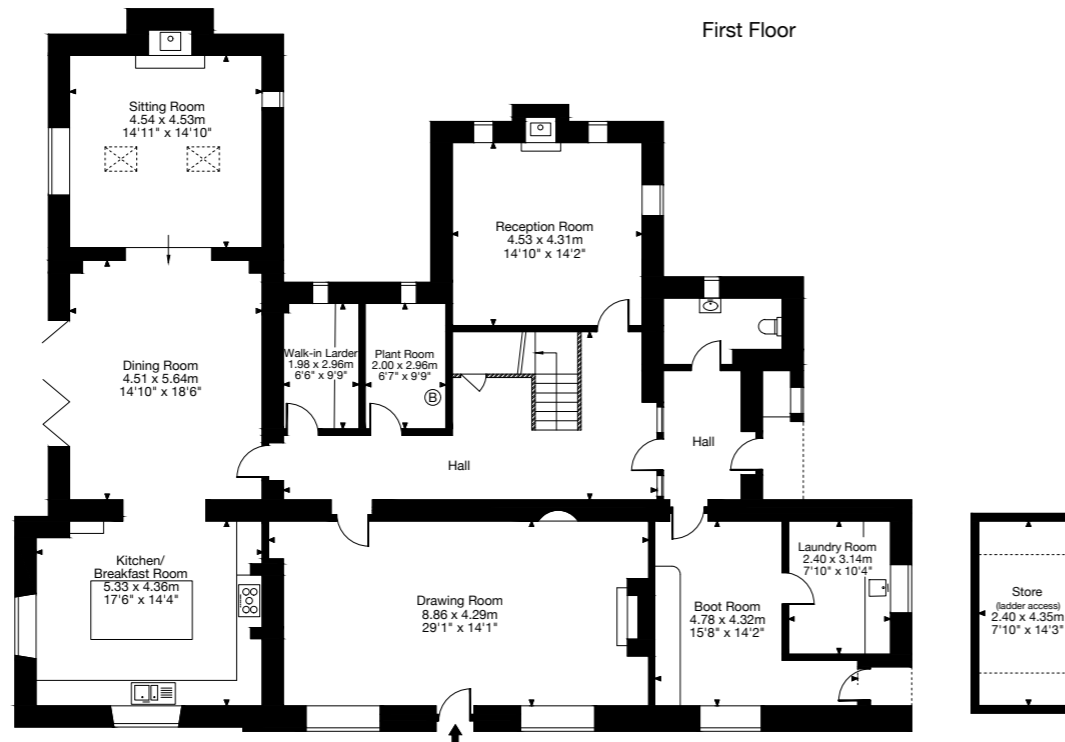 First Floor
Sitting Room
4.54 x 4.53m
14'11" x 14'10"
Reception Room
4.53 x 4.31m
14'10" x 14'2"
Dining Room
4.51 x 5.64m
14'10" x 18'6"
Walk-in Larder
1.98 x 2.96m
6'6" x 9'9"
Plant Room
2.00 x 2.96m
6'7" x 9'9"
B
Hall
Hall
Kitchen/
Breakfast Room
5.33 x 4.36m
17'6" x 14'4"
Drawing Room
8.86 x 4.29m
29'1" x 14'1"
Boot Room
4.78 x 4.32m
15'8" x 14'2"
Laundry Room
2.40 x 3.14m
7'10" x 10'4"
Store
(ladder access)
2.40 x 4.35m
7'10" x 14'3"